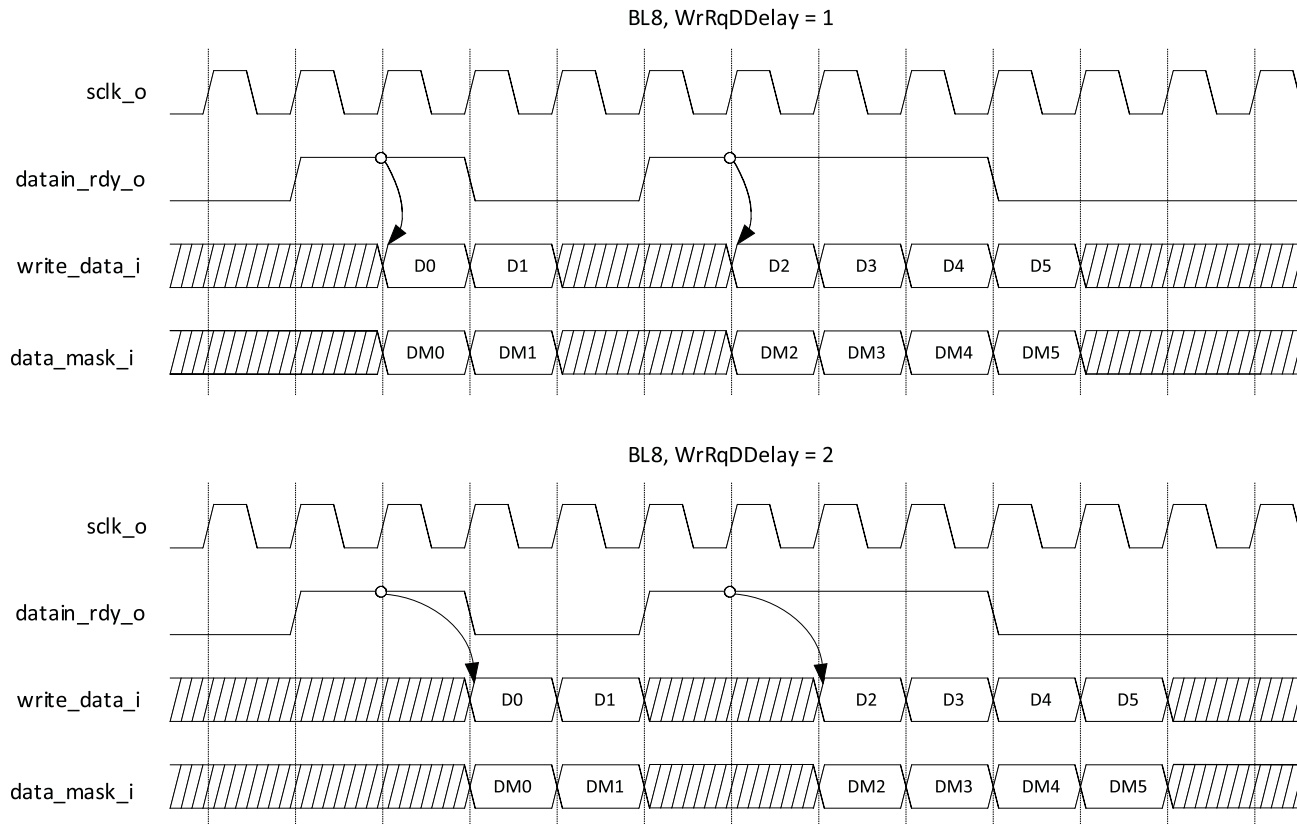 BL8, WrRqDDelay = 1
sclk_o
datain_rdy_o
write_data_i D0 D1 D2 D3 D4 D5
data_mask_i DM0 DM1 DM2 DM3 DM4 DM5
BL8, WrRqDDelay = 2
sclk_o
datain_rdy_o
write_data_i D0 D1 D2 D3 D4 D5
data_mask_i DM0 DM1 DM2 DM3 DM4 DM5